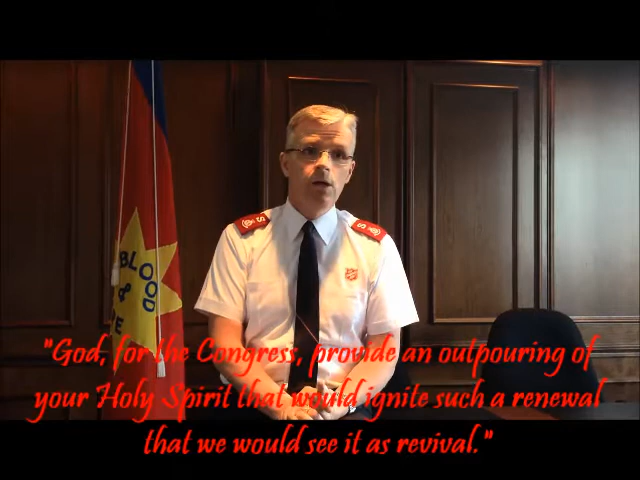 BLOOD
&
"God, for the Congress, provide an outpouring of
your Holy Spirit that would ignite such a renewal
that we would see it as revival."